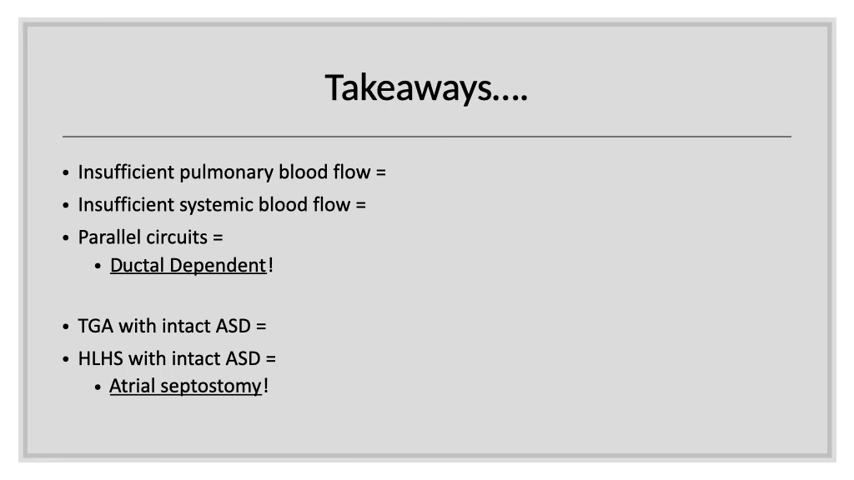 Takeaways....
• Insufficient pulmonary blood flow =
• Insufficient systemic blood flow =
• Parallel circuits =
• Ductal Dependent!
• TGA with intact ASD =
• HLHS with intact ASD =
• Atrial septostomy!